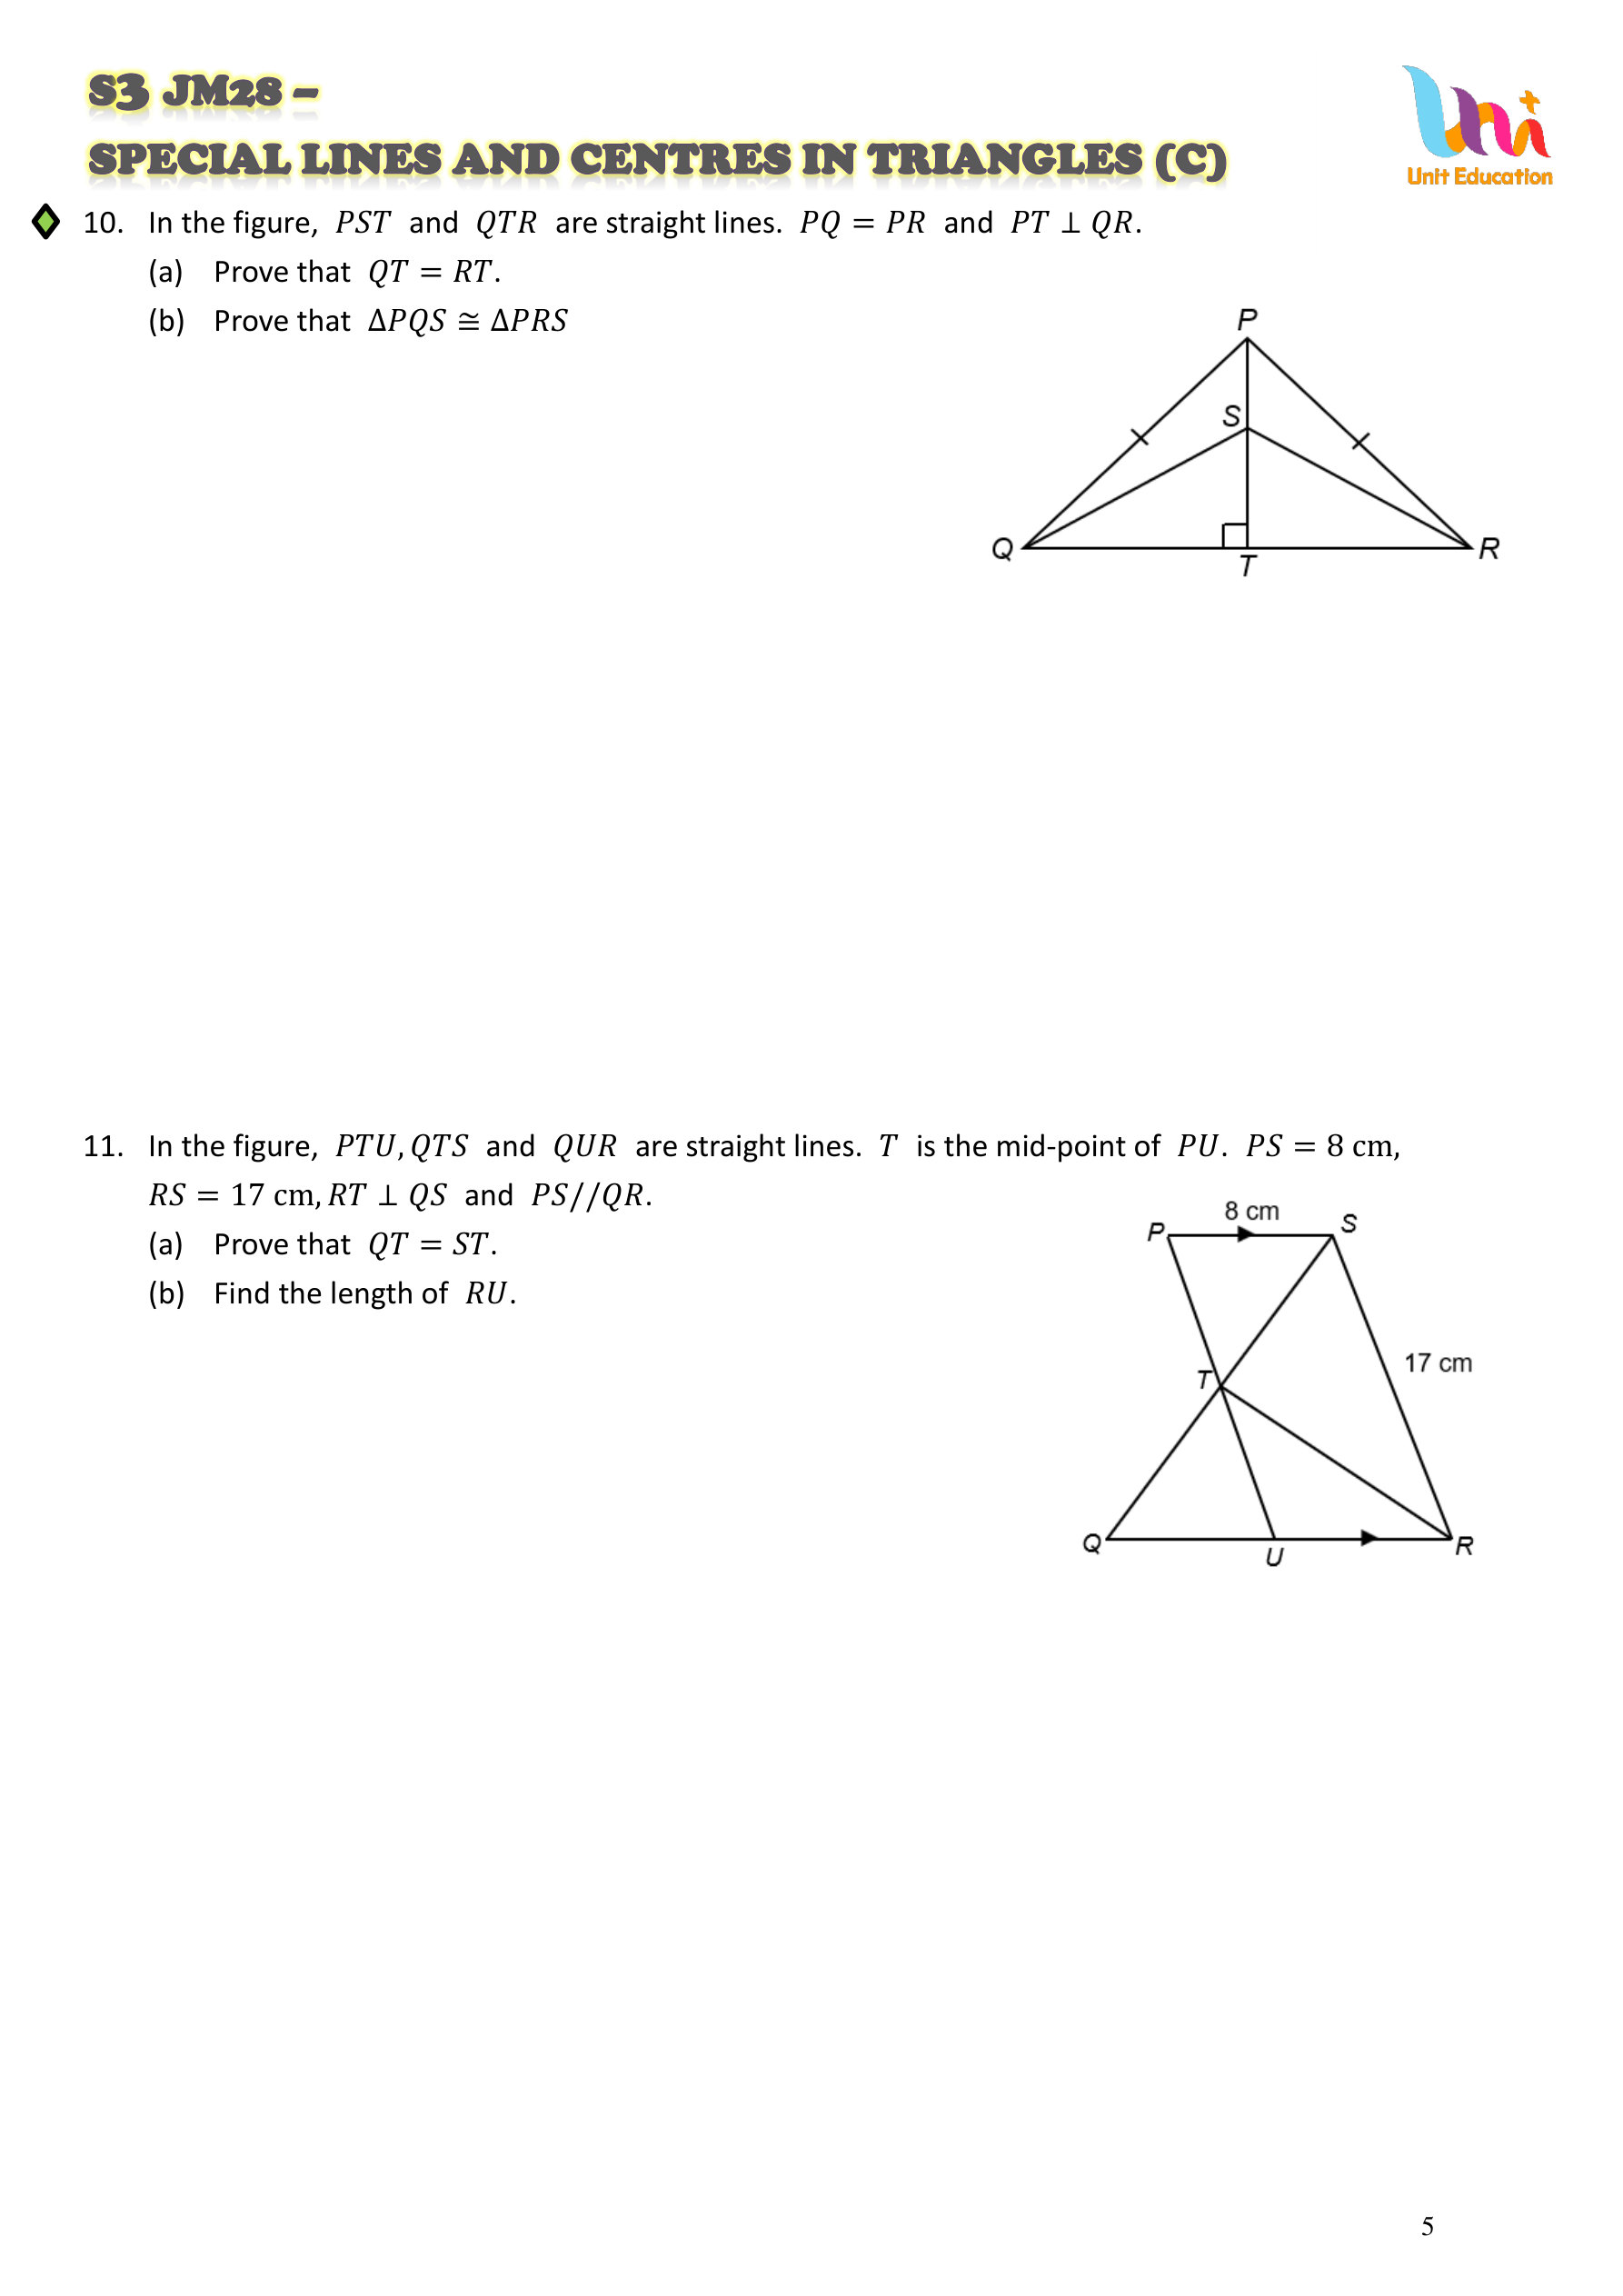 S3 JM28 –
SPECIAL LINES AND CENTRES IN TRIANGLES (C)
Unit Education
10. In the figure, PST and QTR are straight lines. PQ = PR and PT ⊥ QR.
(a) Prove that QT = RT.
(b) Prove that ΔPQS ≅ ΔPRS
P
S
Q
R
T
11. In the figure, PTU, QTS and QUR are straight lines. T is the mid-point of PU. PS = 8 cm,
RS = 17 cm, RT ⊥ QS and PS//QR.
(a) Prove that QT = ST.
(b) Find the length of RU.
8 cm
P
S
17 cm
T
Q
R
U
5